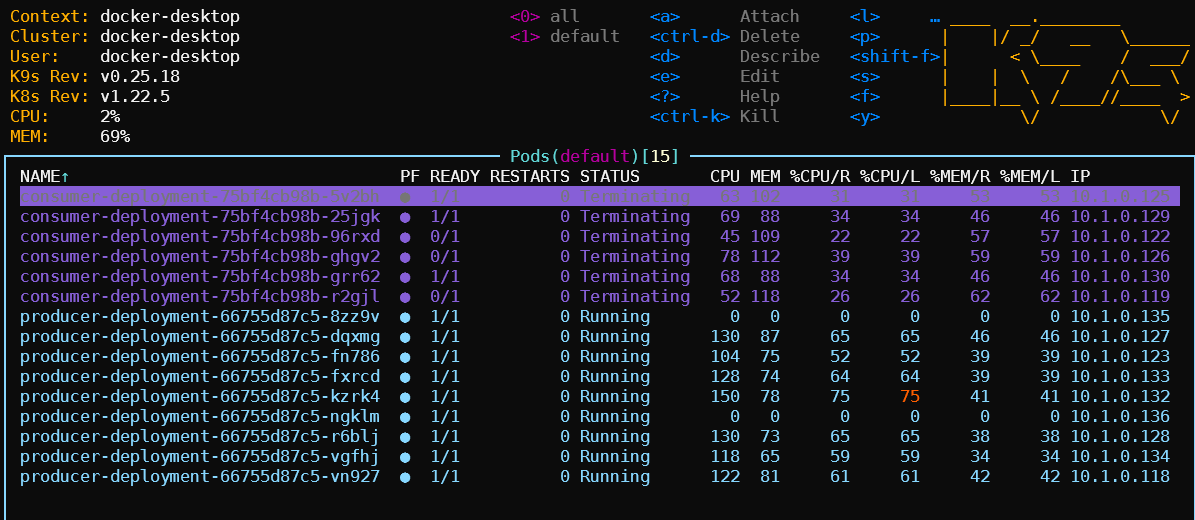 Context: docker-desktop <0> all <a> Attach <l> …
Cluster: docker-desktop <1> default <ctrl-d> Delete <p>
User: docker-desktop <d> Describe <shift-f>
K9s Rev: v0.25.18 <e> Edit <s>
K8s Rev: v1.22.5 <?> Help <f>
CPU: 2% <ctrl-k> Kill <y>
MEM: 69%
Pods(default)[15]
NAME↑ PF READY RESTARTS STATUS CPU MEM %CPU/R %CPU/L %MEM/R %MEM/L IP
● 1/1 0 Terminating 102 31 31 53 53
consumer-deployment-75bf4cb98b-25jgk ● 1/1 0 Terminating 69 88 34 34 46 46 10.1.0.129
consumer-deployment-75bf4cb98b-96rxd ● 0/1 0 Terminating 45 109 22 22 57 57 10.1.0.122
consumer-deployment-75bf4cb98b-ghgv2 ● 0/1 0 Terminating 78 112 39 39 59 59 10.1.0.126
consumer-deployment-75bf4cb98b-grr62 ● 1/1 0 Terminating 68 88 34 34 46 46 10.1.0.130
consumer-deployment-75bf4cb98b-r2gjl ● 0/1 0 Terminating 52 118 26 26 62 62 10.1.0.119
producer-deployment-66755d87c5-8zz9v ● 1/1 0 Running 0 0 0 0 0 0 10.1.0.135
producer-deployment-66755d87c5-dqxmg ● 1/1 0 Running 130 87 65 65 46 46 10.1.0.127
producer-deployment-66755d87c5-fn786 ● 1/1 0 Running 104 75 52 52 39 39 10.1.0.123
producer-deployment-66755d87c5-fxrcd ● 1/1 0 Running 128 74 64 64 39 39 10.1.0.133
producer-deployment-66755d87c5-kzrk4 ● 1/1 0 Running 150 78 75 75 41 41 10.1.0.132
producer-deployment-66755d87c5-ngklm ● 1/1 0 Running 0 0 0 0 0 0 10.1.0.136
producer-deployment-66755d87c5-r6blj ● 1/1 0 Running 130 73 65 65 38 38 10.1.0.128
producer-deployment-66755d87c5-vgfhj ● 1/1 0 Running 118 65 59 59 34 34 10.1.0.134
producer-deployment-66755d87c5-vn927 ● 1/1 0 Running 122 81 61 61 42 42 10.1.0.118